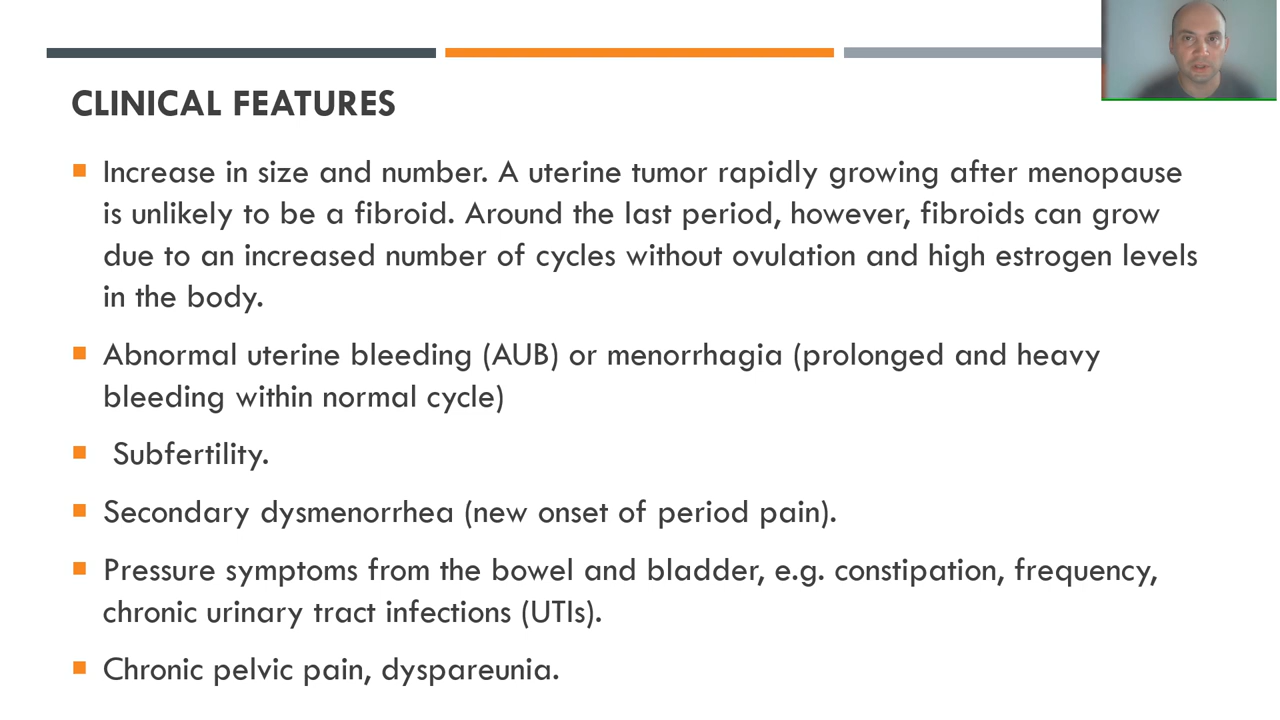 CLINICAL FEATURES
Increase in size and number. A uterine tumor rapidly growing after menopause
is unlikely to be a fibroid. Around the last period, however, fibroids can grow
due to an increased number of cycles without ovulation and high estrogen levels
in the body.
Abnormal uterine bleeding (AUB) or menorrhagia (prolonged and heavy
bleeding within normal cycle)
Subfertility.
Secondary dysmenorrhea (new onset of period pain).
Pressure symptoms from the bowel and bladder, e.g. constipation, frequency,
chronic urinary tract infections (UTIs).
Chronic pelvic pain, dyspareunia.